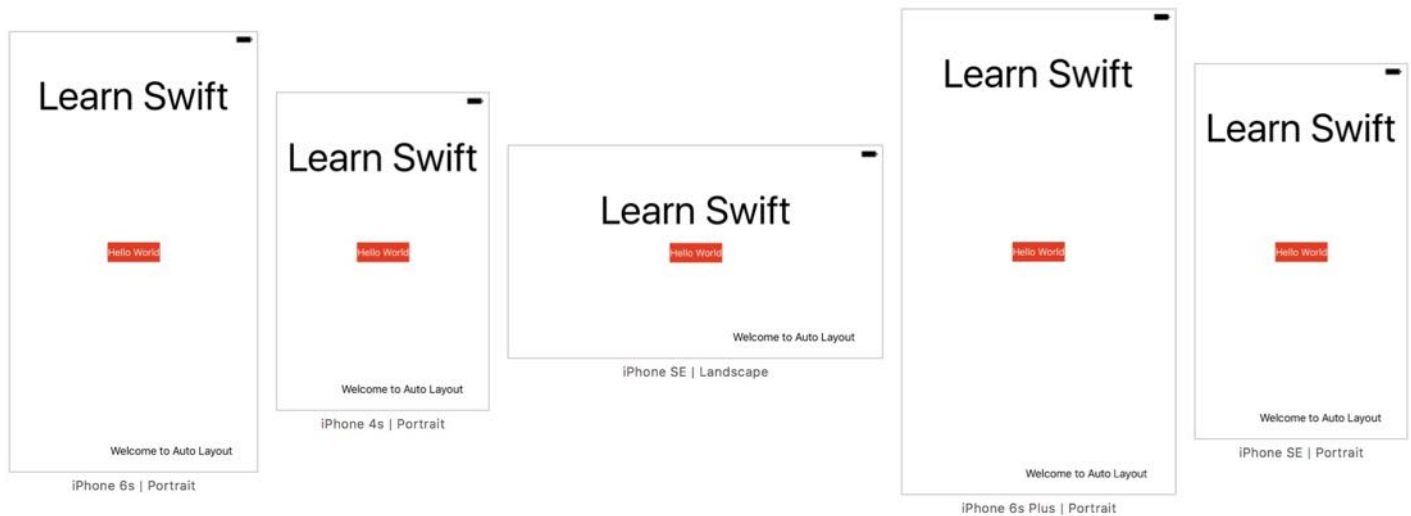 Learn Swift
Hello World
Welcome to Auto Layout
iPhone 6s | Portrait
Learn Swift
Hello World
Welcome to Auto Layout
iPhone 4s | Portrait
Learn Swift
Hello World
Welcome to Auto Layout
iPhone SE | Landscape
Learn Swift
Hello World
Welcome to Auto Layout
iPhone 6s Plus | Portrait
Learn Swift
Hello World
Welcome to Auto Layout
iPhone SE | Portrait